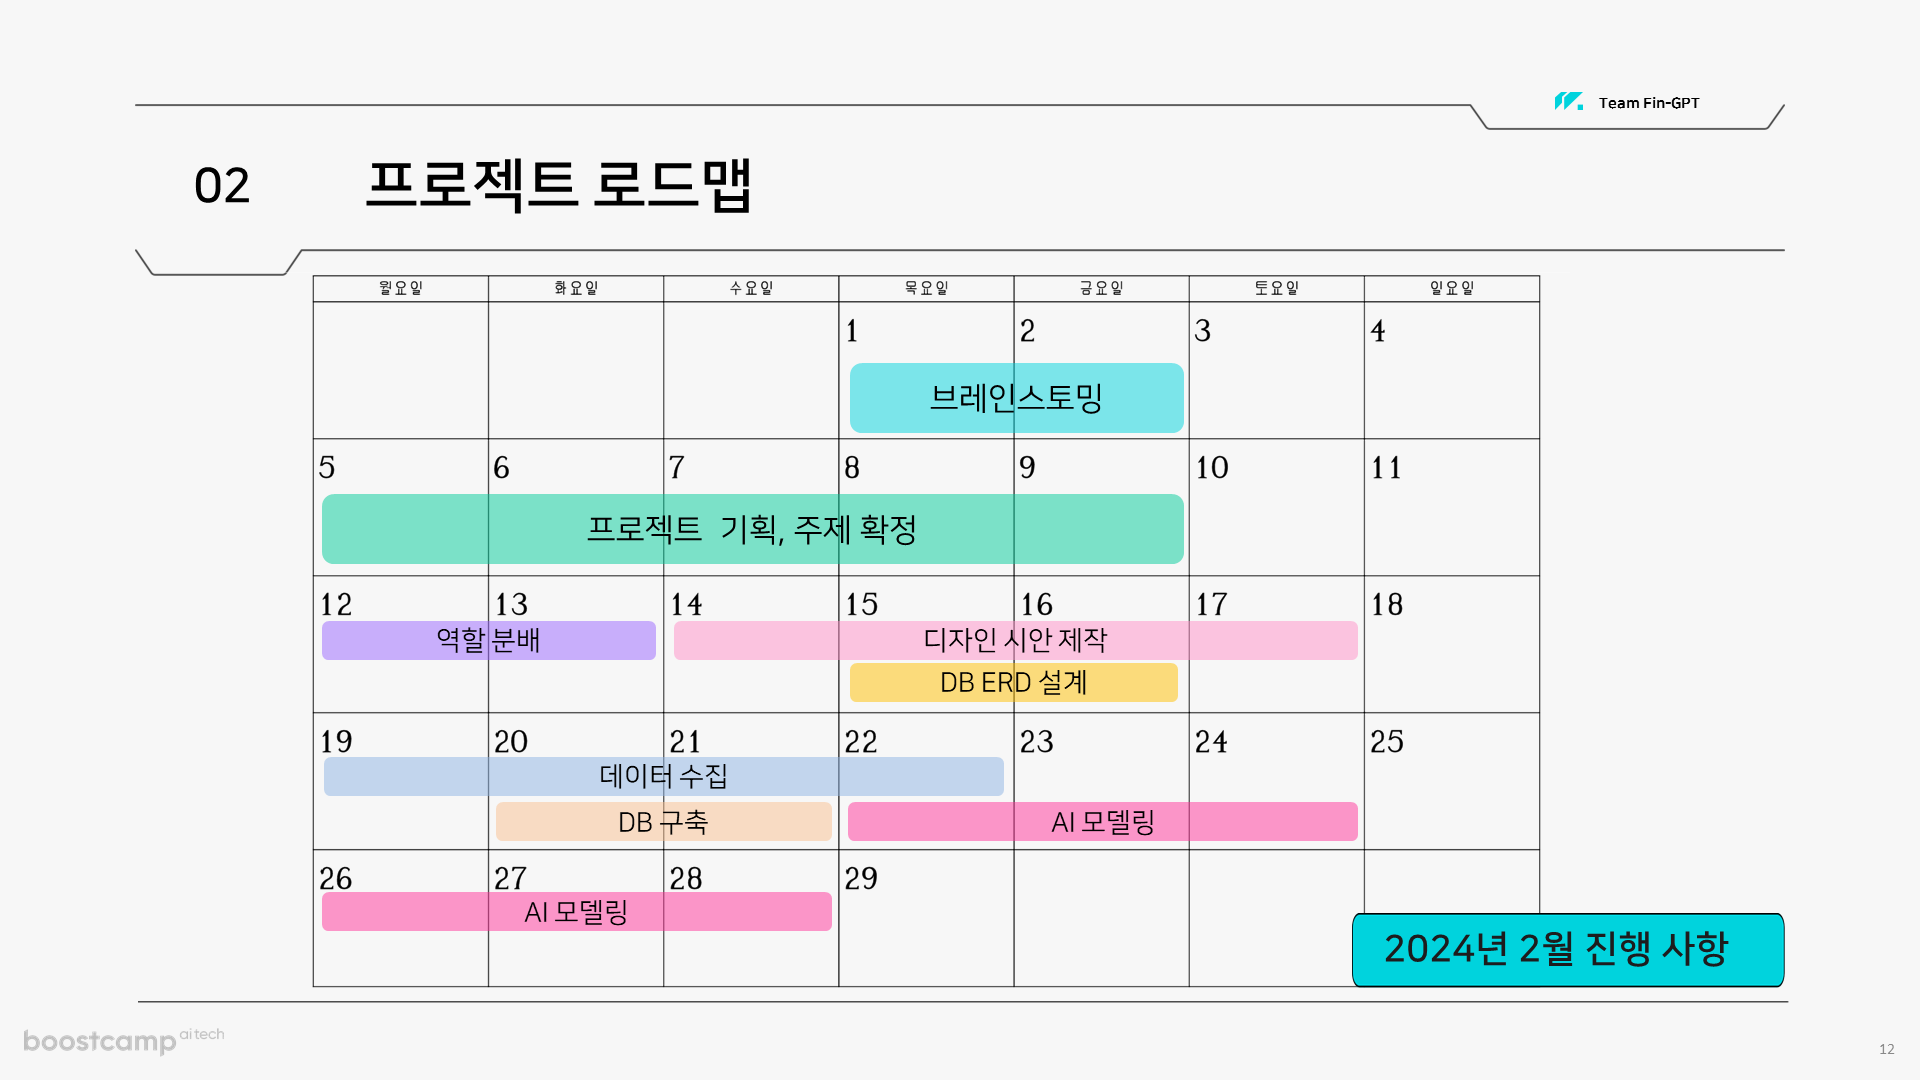 Team Fin-GPT
02 프로젝트 로드맵
월요일 화요일 수요일 목요일 금요일 토요일 일요일
1 2 3 4
브레인스토밍
5 6 7 8 9 10 11
프로젝트 기획, 주제 확정
12 13 14 15 16 17 18
역할 분배 디자인 시안 제작
DB ERD 설계
19 20 21 22 23 24 25
데이터 수집
DB 구축 AI 모델링
26 27 28 29
AI 모델링
2024년 2월 진행 사항
boostcamp ai tech
12